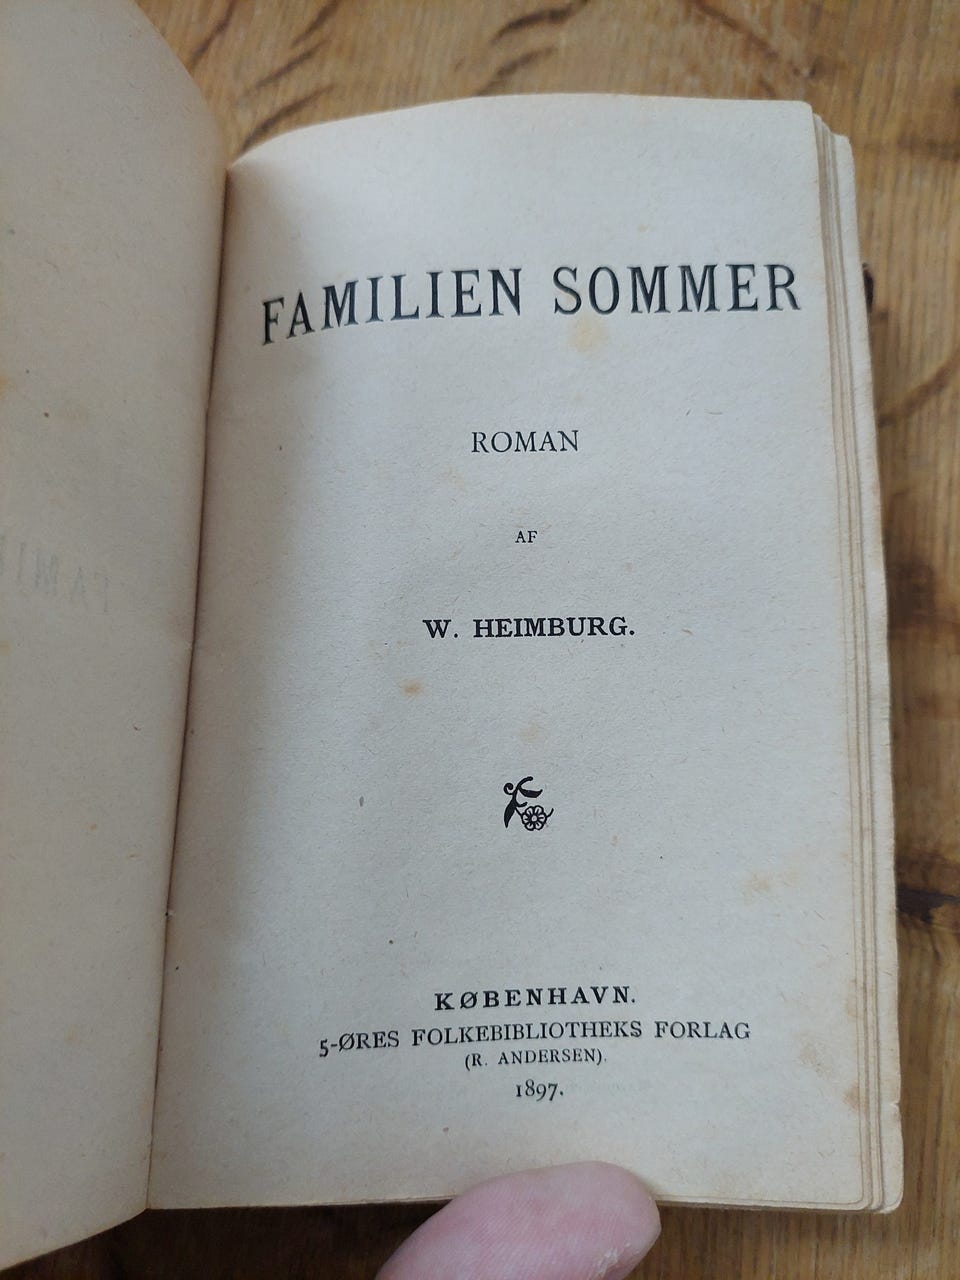 FAMILIEN SOMMER
ROMAN
AF
W. HEIMBURG.
KØBENHAVN.
5-ØRES FOLKEBIBLIOTHEKS FORLAG
(R. ANDERSEN).
1897.